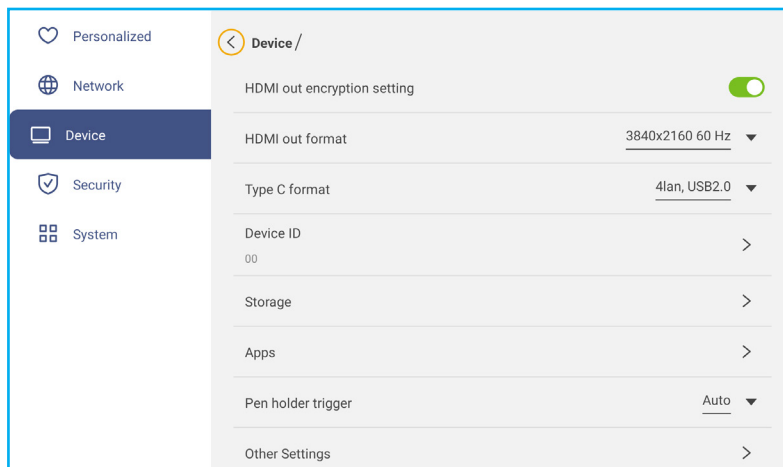 Personalized
Network
Device
Security
System
Device/
HDMI out encryption setting
HDMI out format
3840x2160 60 Hz
Type C format
4lan, USB2.0
Device ID
00
Storage
Apps
Pen holder trigger
Auto
Other Settings